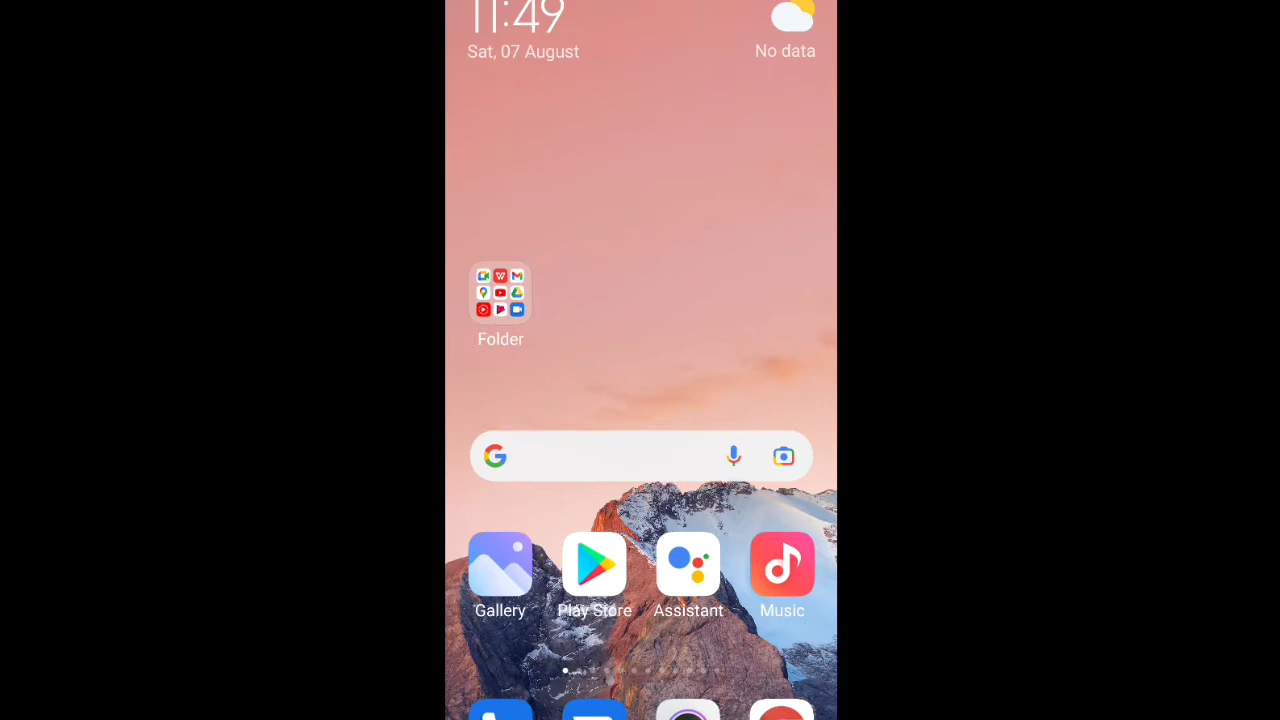 11:49
Sat, 07 August
No data
Folder
Gallery
Play Store
Assistant
Music